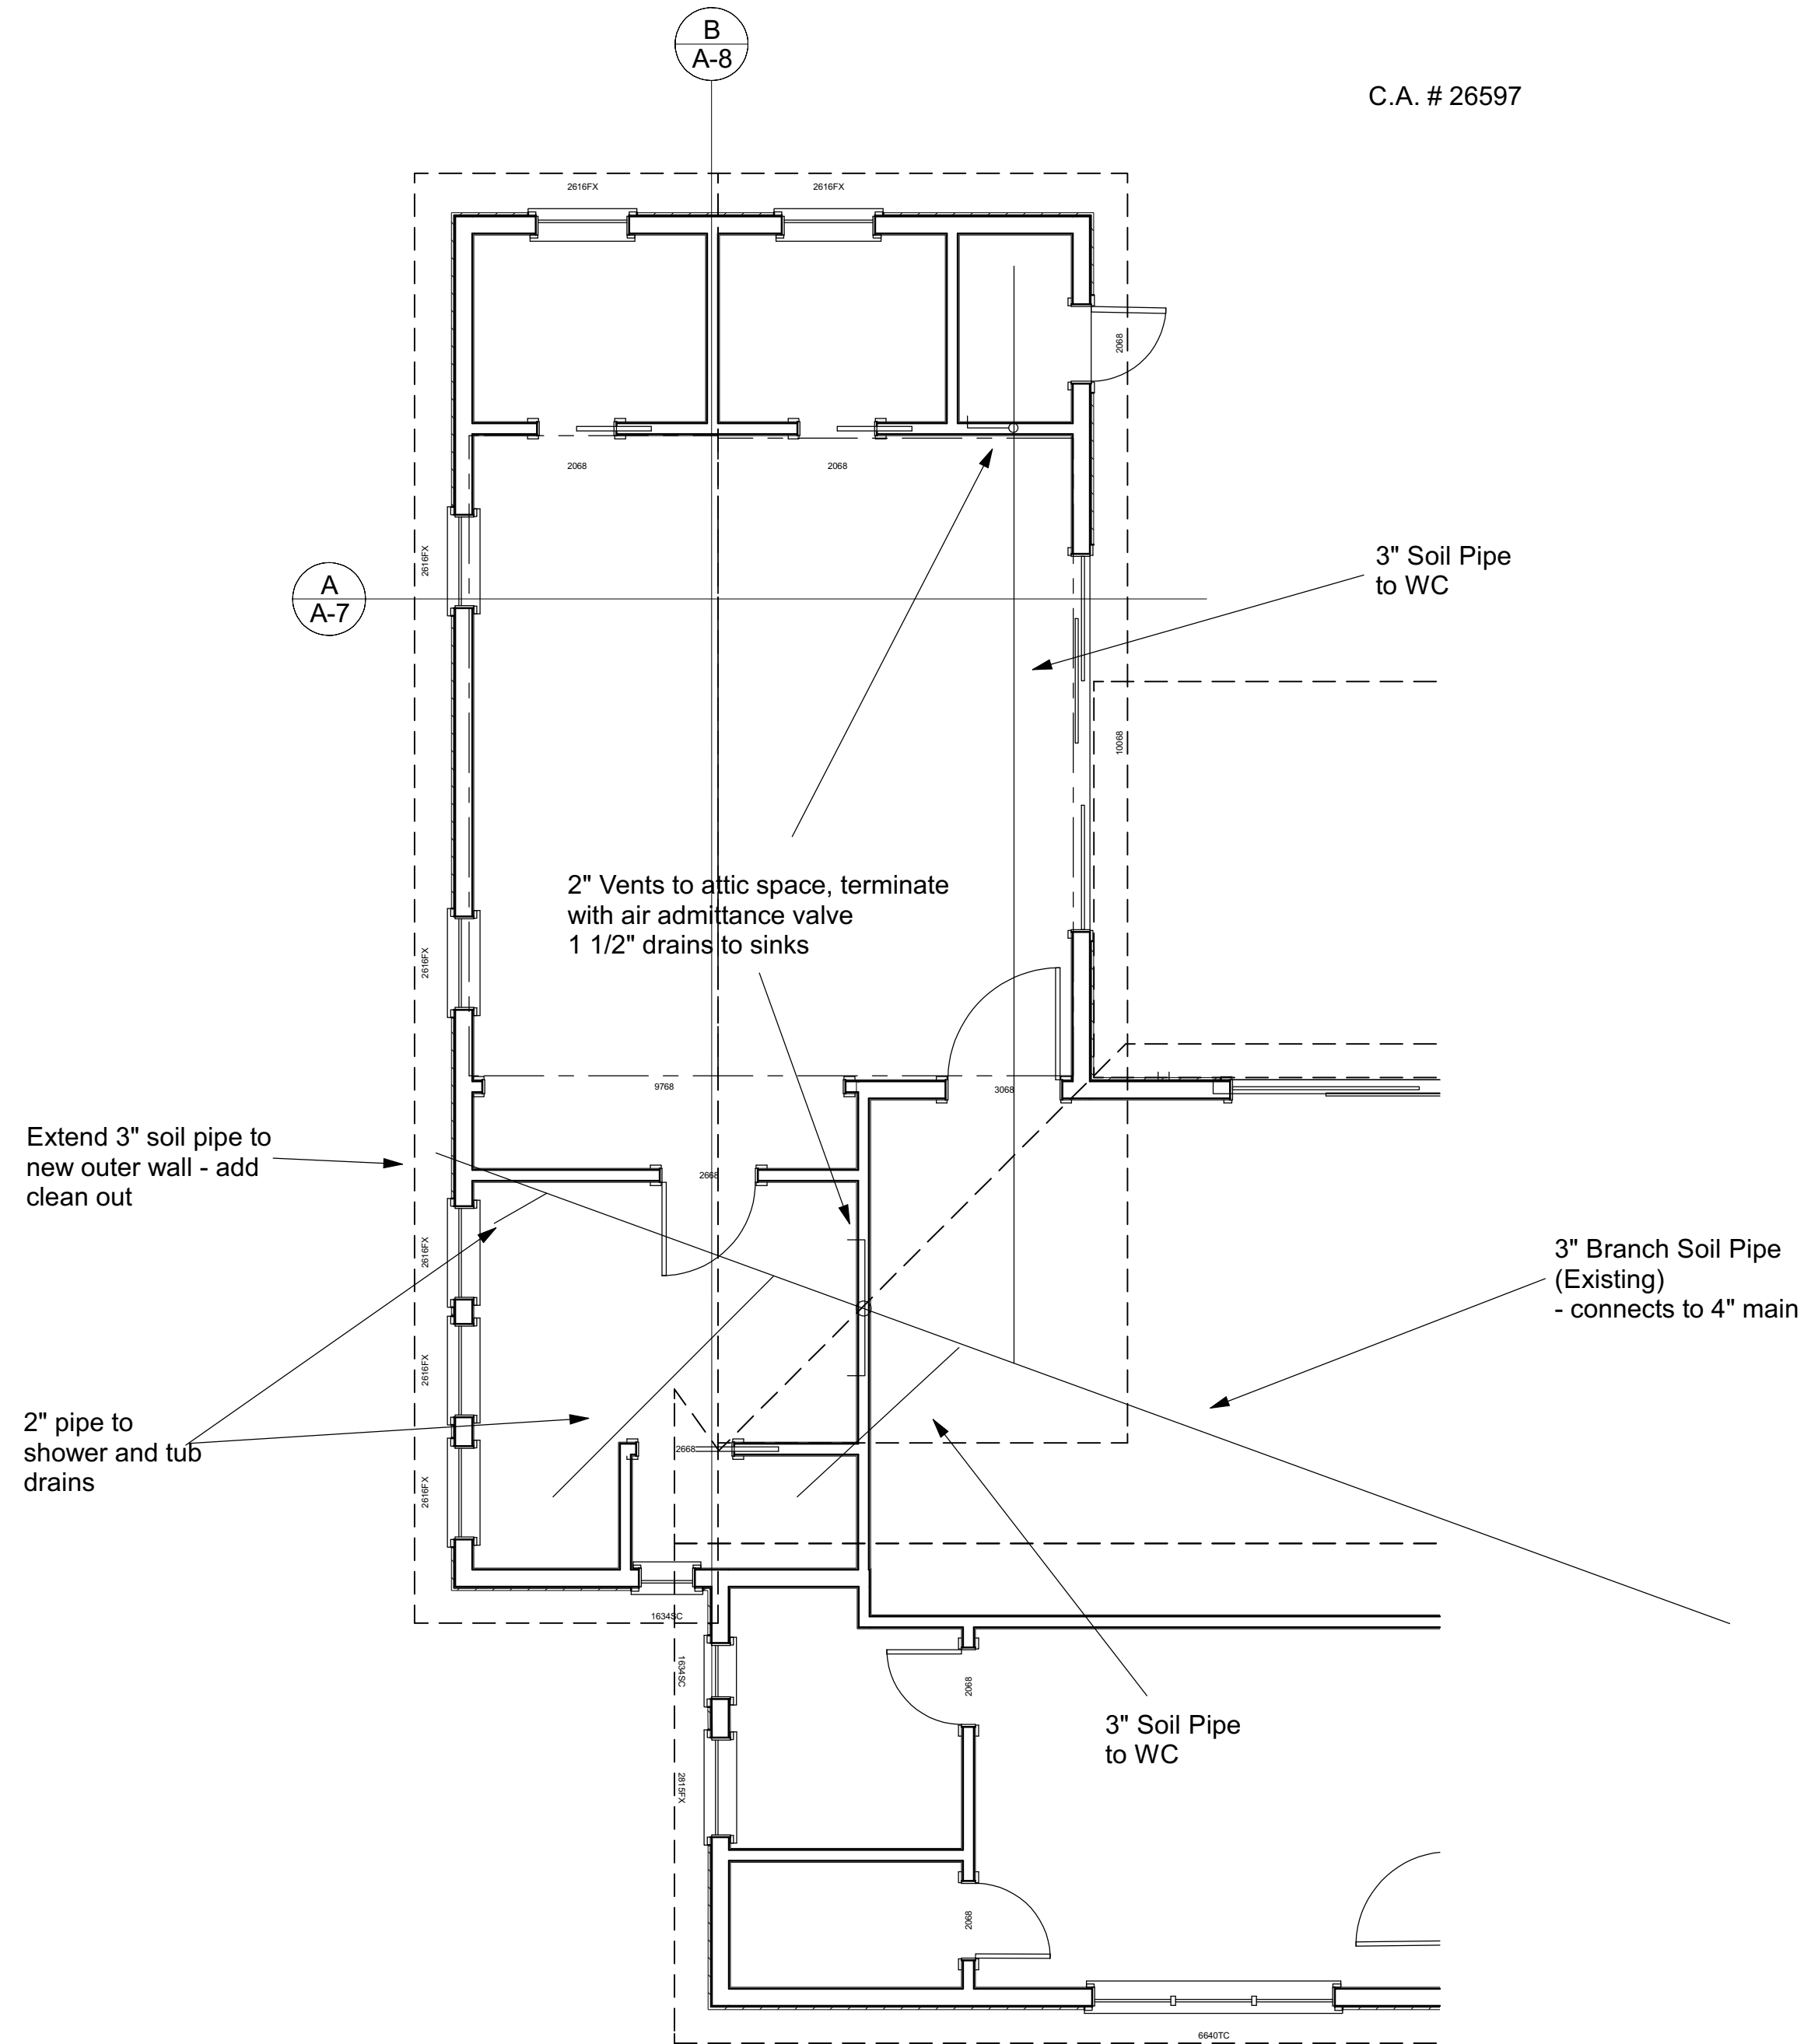 B
A-8
C.A. # 26597
2616FX
2616FX
2068
2068
2068
2616FX
A
A-7
3" Soil Pipe
to WC
10068
2" Vents to attic space, terminate
with air admittance valve
1 1/2" drains to sinks
2616FX
9768
3068
Extend 3" soil pipe to
new outer wall - add
clean out
2668
2616FX
3" Branch Soil Pipe
(Existing)
- connects to 4" main
2616FX
2" pipe to
shower and tub
drains
2668
2616FX
1634SC
1634SC
2068
3" Soil Pipe
to WC
2815FX
2068
6640TC